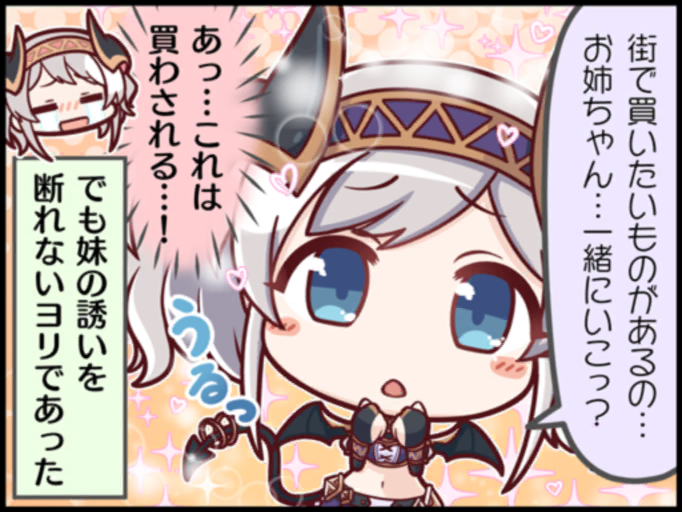 街で買いたいものがあるの…
お姉ちゃん…一緒にいこっ?
あっ…これは
買わされる…!
うるっ
でも妹の誘いを
断れないヨリであった